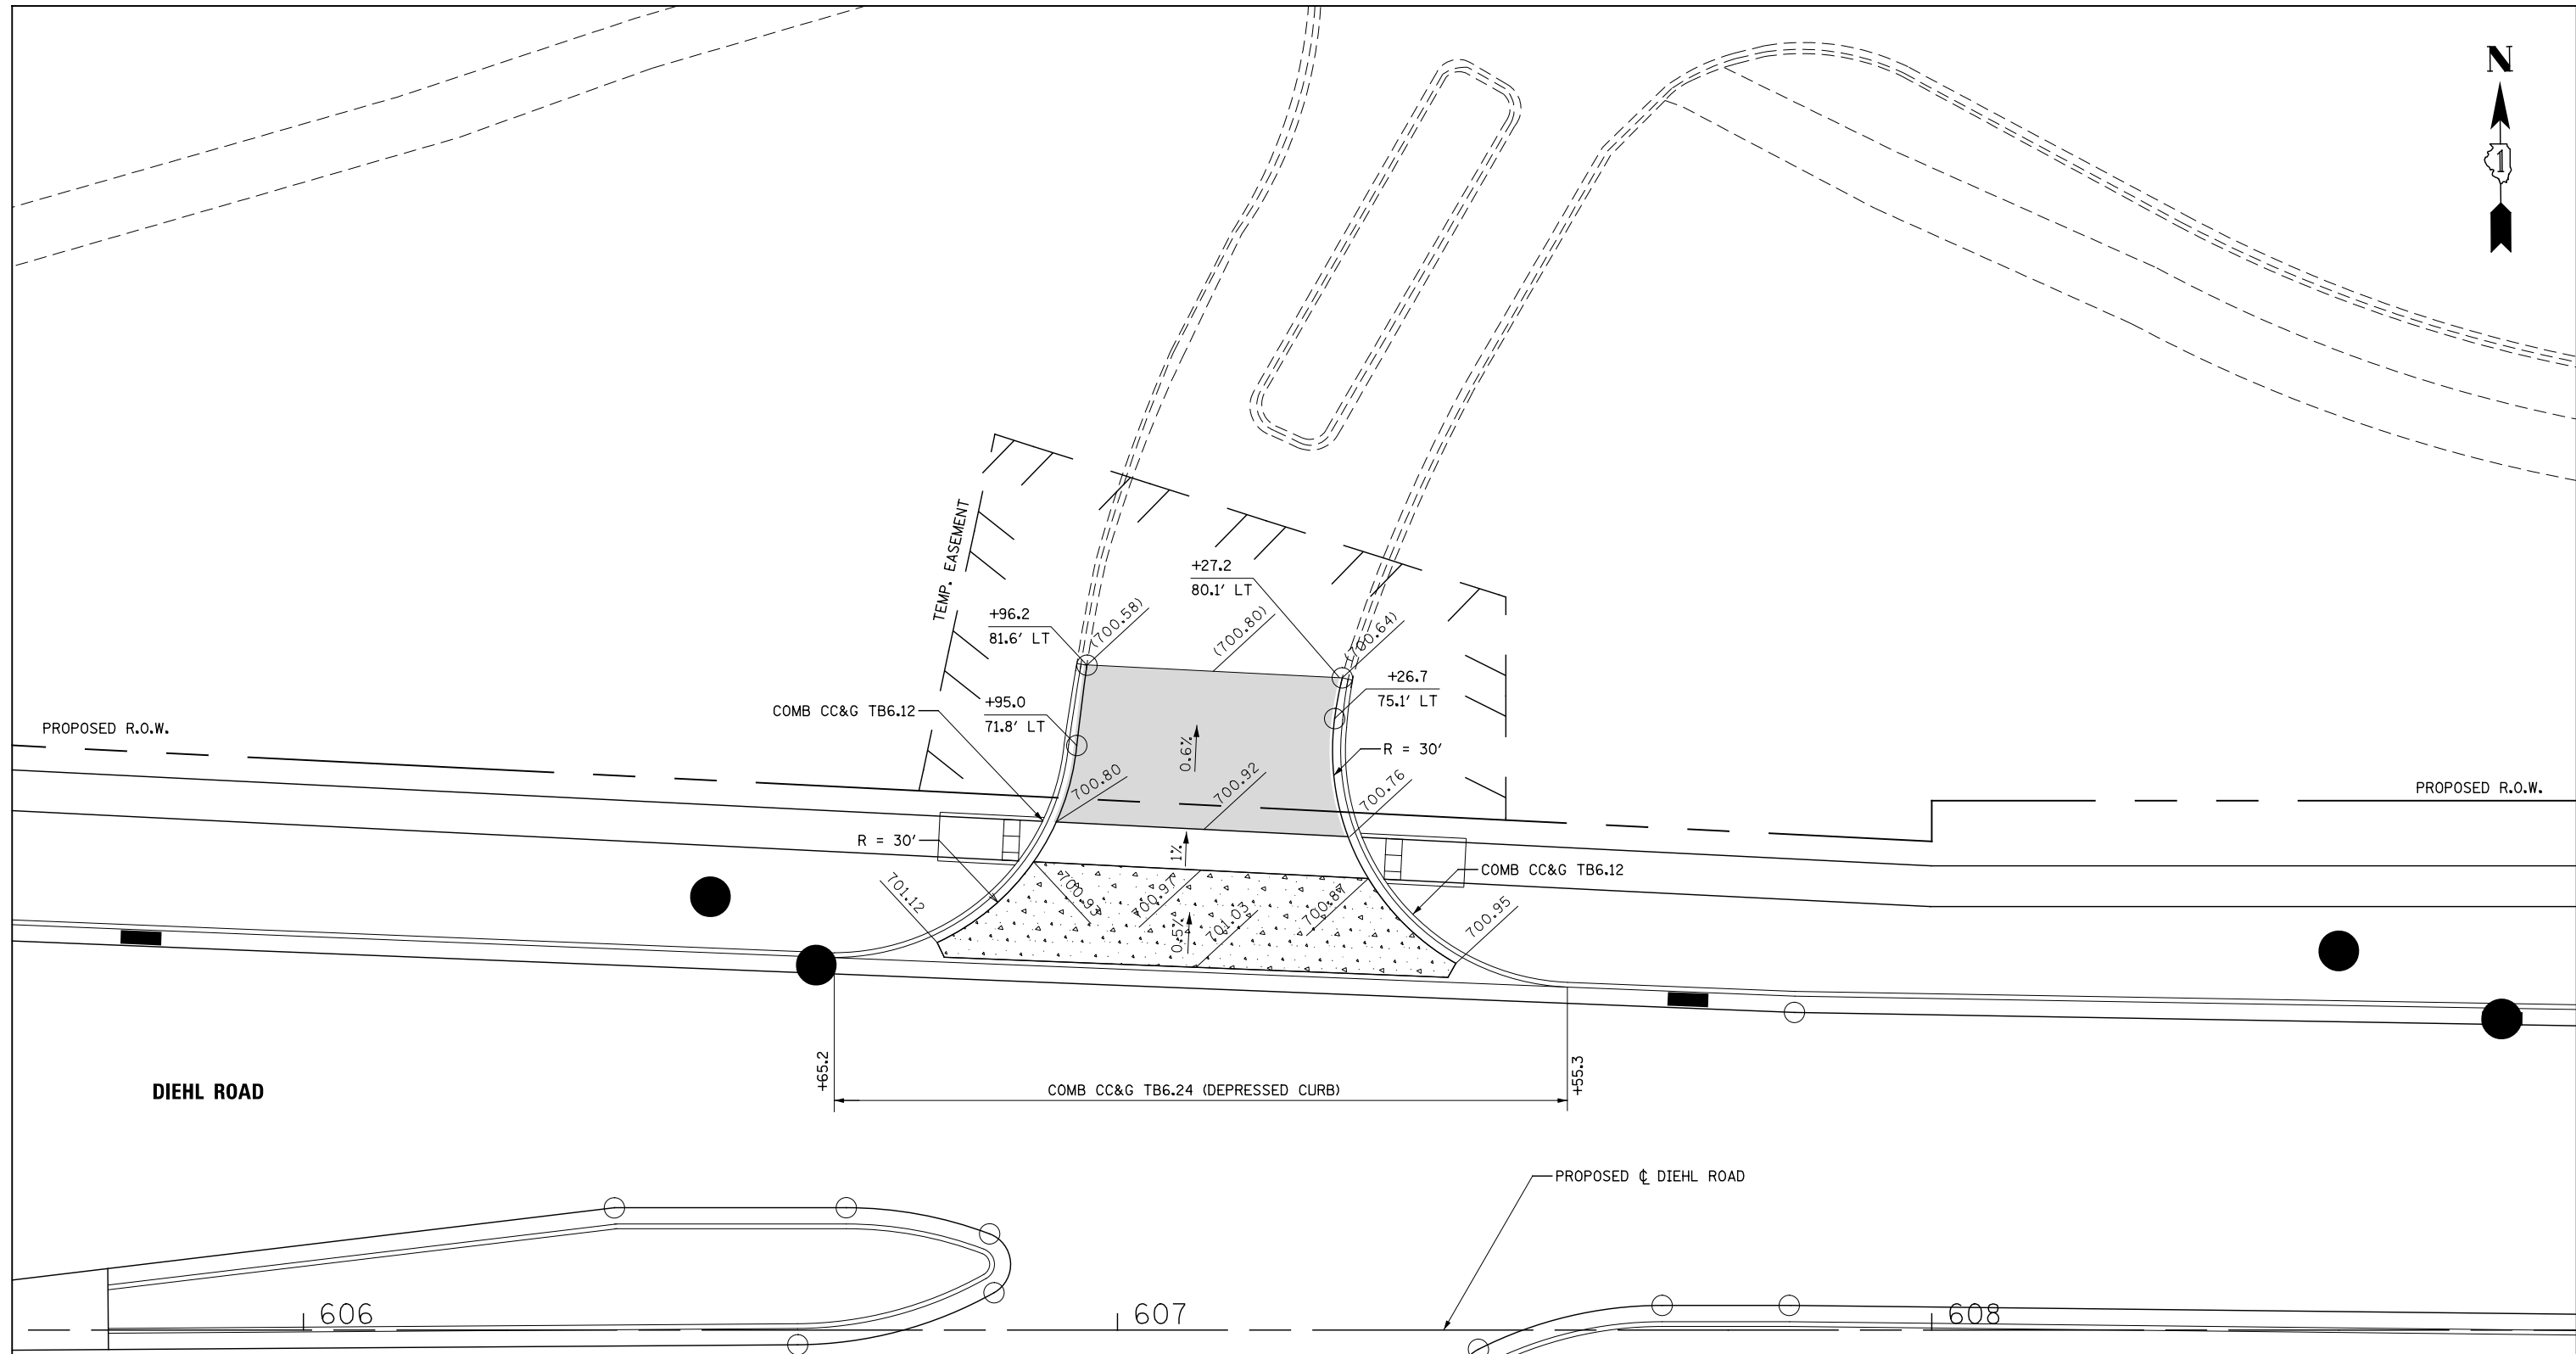 N
1
TEMP. EASEMENT
+27.2
80.1' LT
+96.2
81.6' LT
(700.58)
(700.80)
(700.64)
+26.7
75.1' LT
+95.0
71.8' LT
COMB CC&G TB6.12
PROPOSED R.O.W.
R = 30'
0.6%
700.80
700.92
700.76
PROPOSED R.O.W.
R = 30'
1%
COMB CC&G TB6.12
701.12
700.93
700.97
700.87
700.95
0.5%
701.03
+65.2
+55.3
COMB CC&G TB6.24 (DEPRESSED CURB)
DIEHL ROAD
PROPOSED ℄ DIEHL ROAD
606
607
608